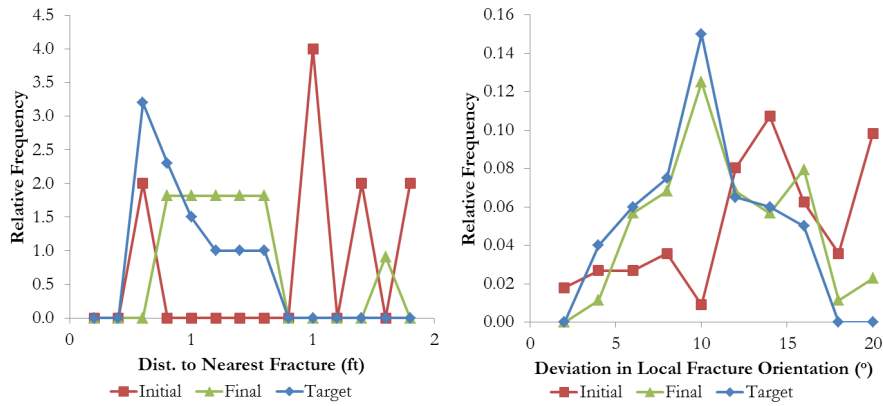 4.5
4.0
3.5
3.0
2.5
2.0
1.5
1.0
0.5
0.0
Relative Frequency
0 1 1 2
Dist. to Nearest Fracture (ft)
Initial Final Target
0.16
0.14
0.12
0.10
0.08
0.06
0.04
0.02
0.00
Relative Frequency
0 5 10 15 20
Deviation in Local Fracture Orientation (º)
Initial Final Target